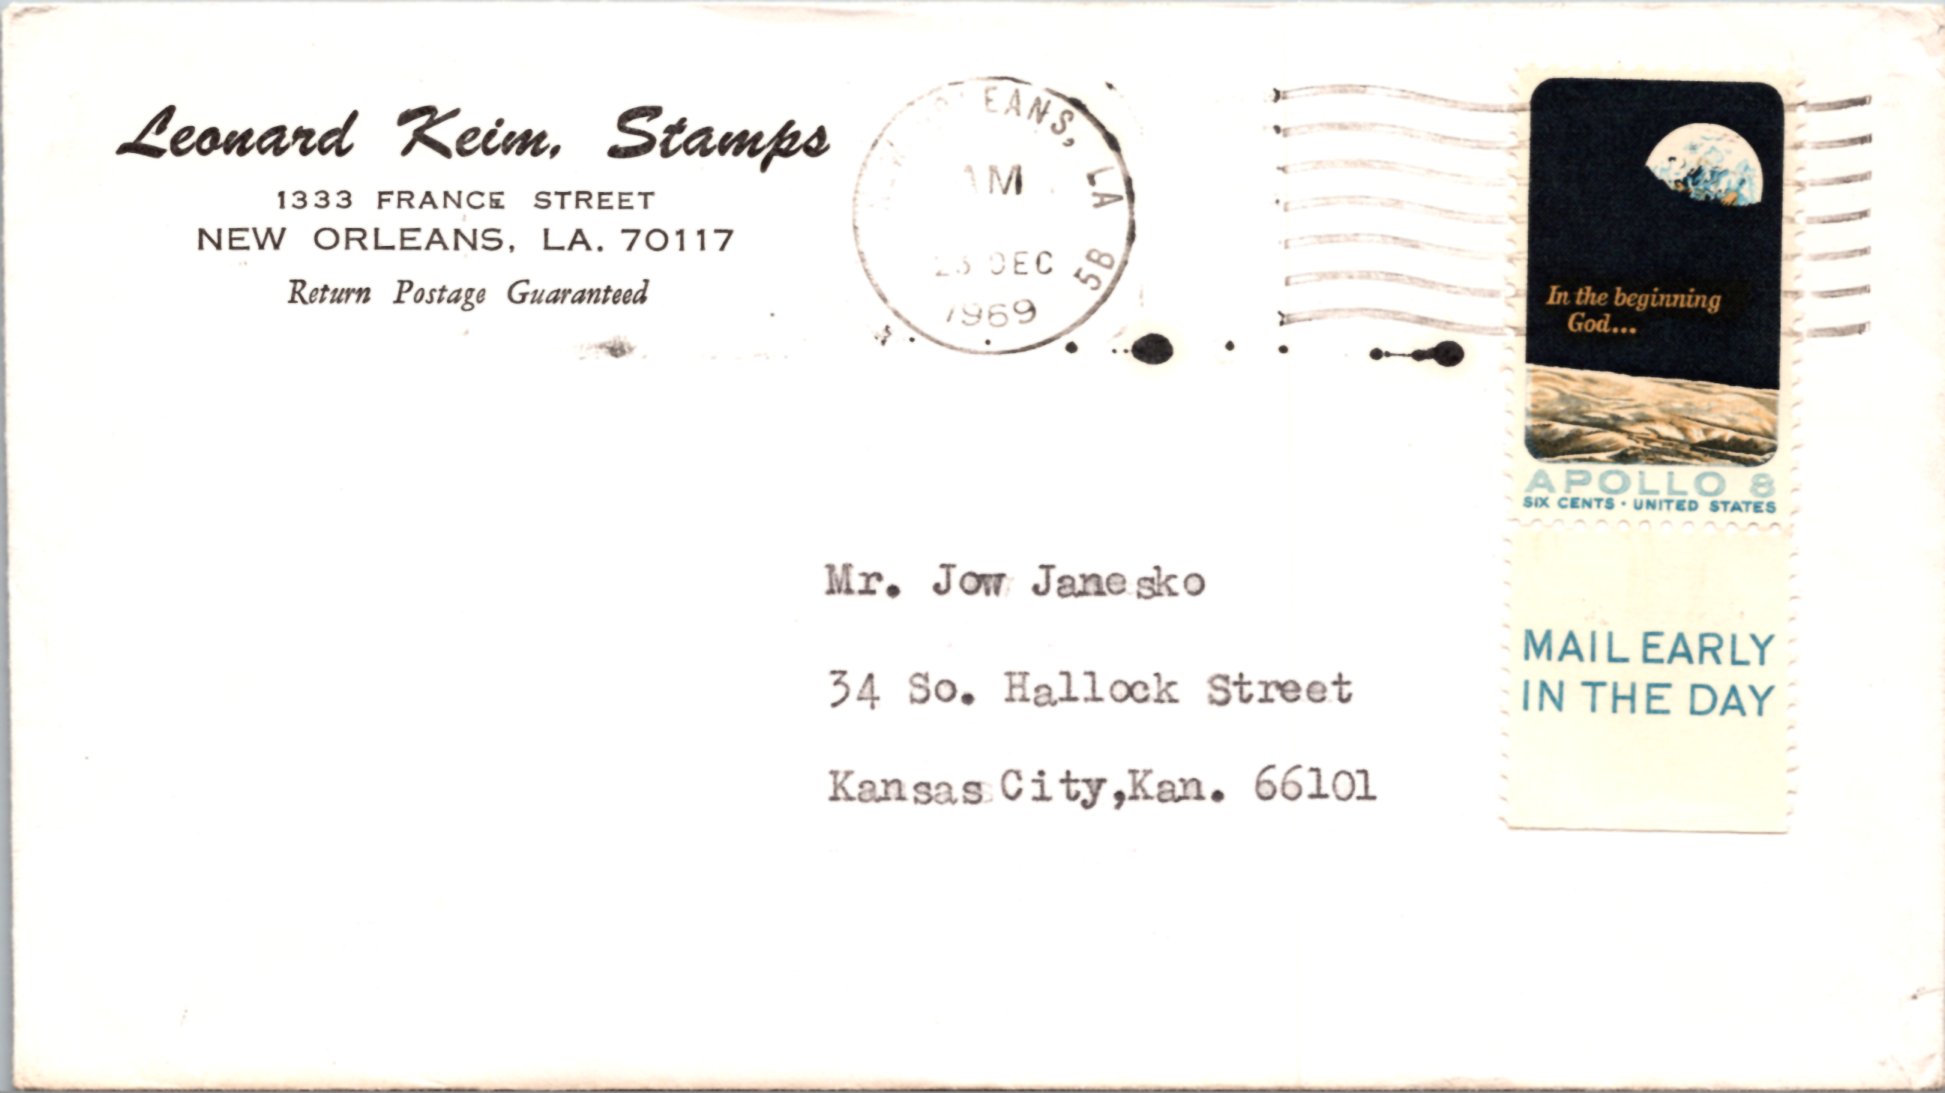 Leonard Keim, Stamps
1333 FRANCE STREET
NEW ORLEANS, LA. 70117
Return Postage Guaranteed
ORLEANS, LA 5B
AM
DEC
1969
In the beginning
God...
APOLLO 8
SIX CENTS · UNITED STATES
MAIL EARLY
IN THE DAY
Mr. Jow Janesko
34 So. Hallock Street
Kansas City,Kan. 66101